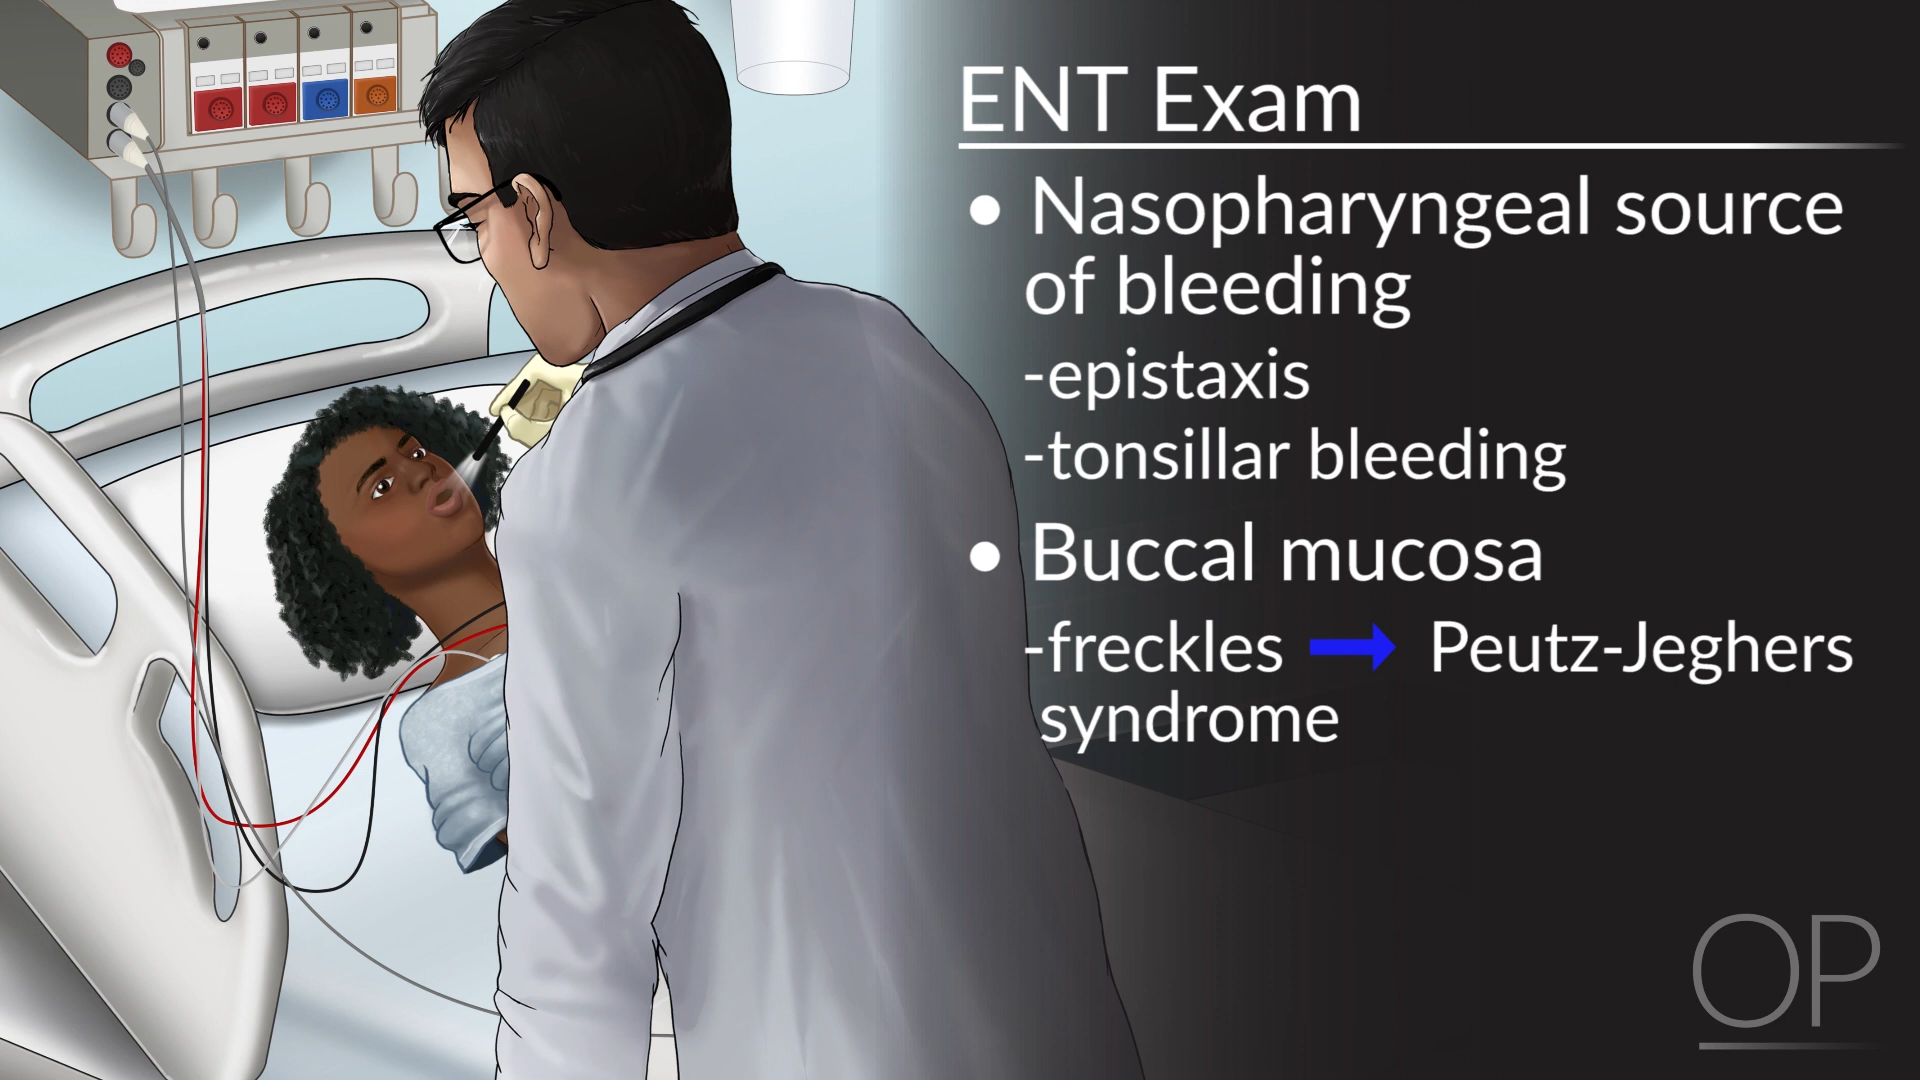 ENT Exam
• Nasopharyngeal source
of bleeding
-epistaxis
-tonsillar bleeding
• Buccal mucosa
-freckles ➡ Peutz-Jeghers
syndrome
OP